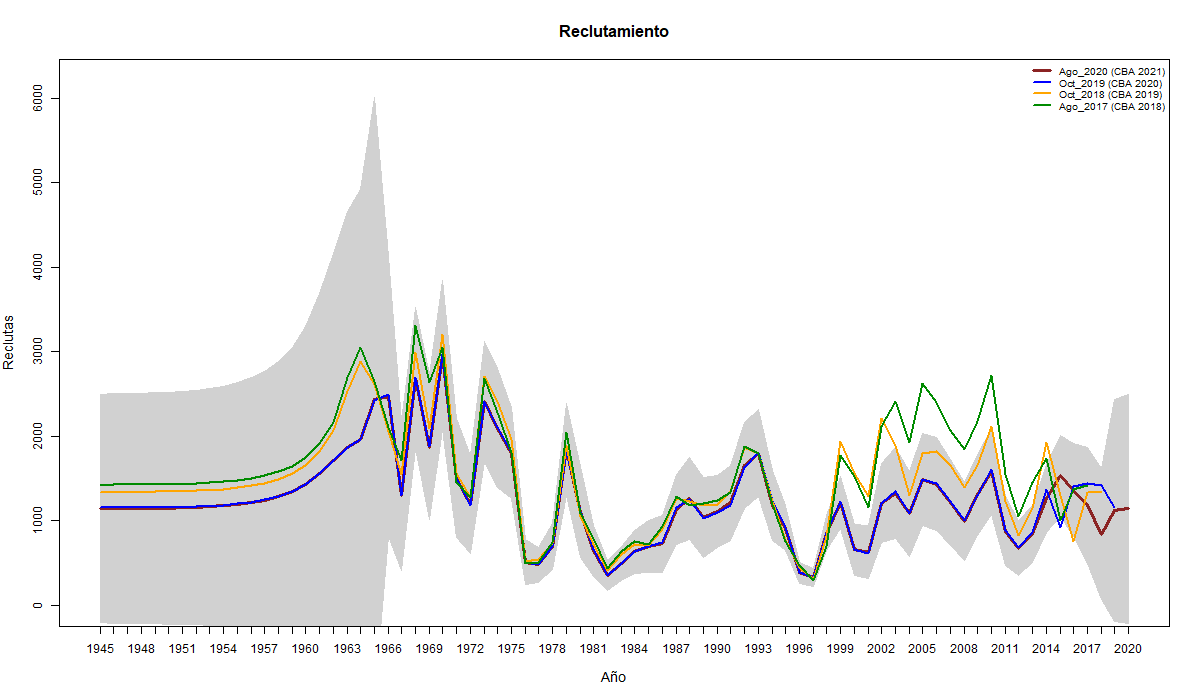 Reclutamiento
Ago_2020 (CBA 2021)
Oct_2019 (CBA 2020)
Oct_2018 (CBA 2019)
Ago_2017 (CBA 2018)
6000
5000
4000
3000
2000
1000
0
Reclutas
1945 1948 1951 1954 1957 1960 1963 1966 1969 1972 1975 1978 1981 1984 1987 1990 1993 1996 1999 2002 2005 2008 2011 2014 2017 2020
Año